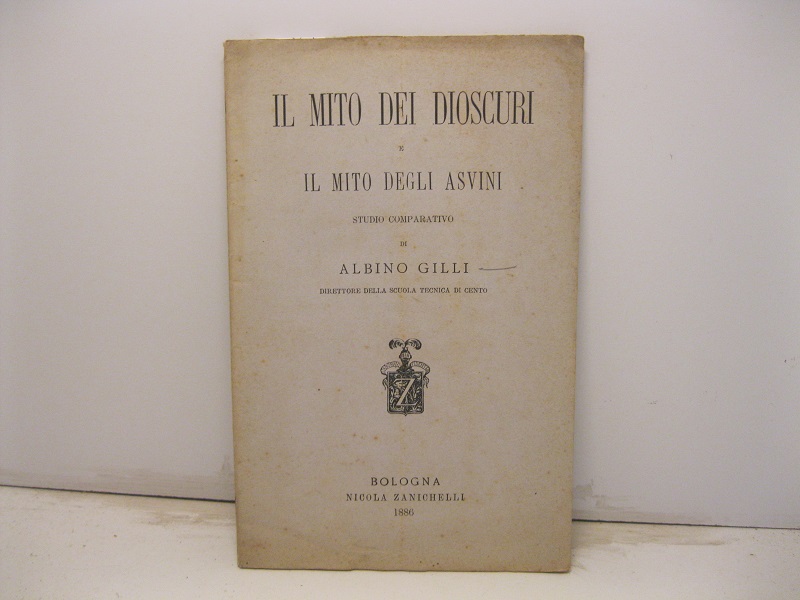 IL MITO DEI DIOSCURI
E
IL MITO DEGLI ASVINI
STUDIO COMPARATIVO
DI
ALBINO GILLI
DIRETTORE DELLA SCUOLA TECNICA DI CENTO
Z
BOLOGNA
NICOLA ZANICHELLI
1886